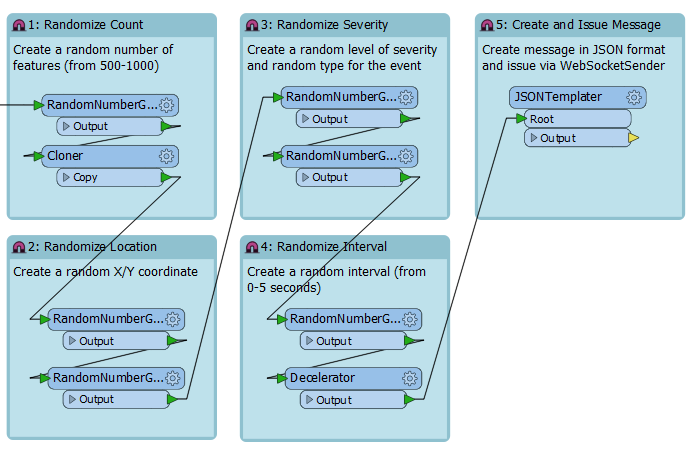 1: Randomize Count
Create a random number of
features (from 500-1000)
RandomNumberG...
Output
Cloner
Copy
2: Randomize Location
Create a random X/Y coordinate
RandomNumberG...
Output
RandomNumberG...
Output
3: Randomize Severity
Create a random level of severity
and random type for the event
RandomNumberG...
Output
RandomNumberG...
Output
4: Randomize Interval
Create a random interval (from
0-5 seconds)
RandomNumberG...
Output
Decelerator
Output
5: Create and Issue Message
Create message in JSON format
and issue via WebSocketSender
JSONTemplater
Root
Output